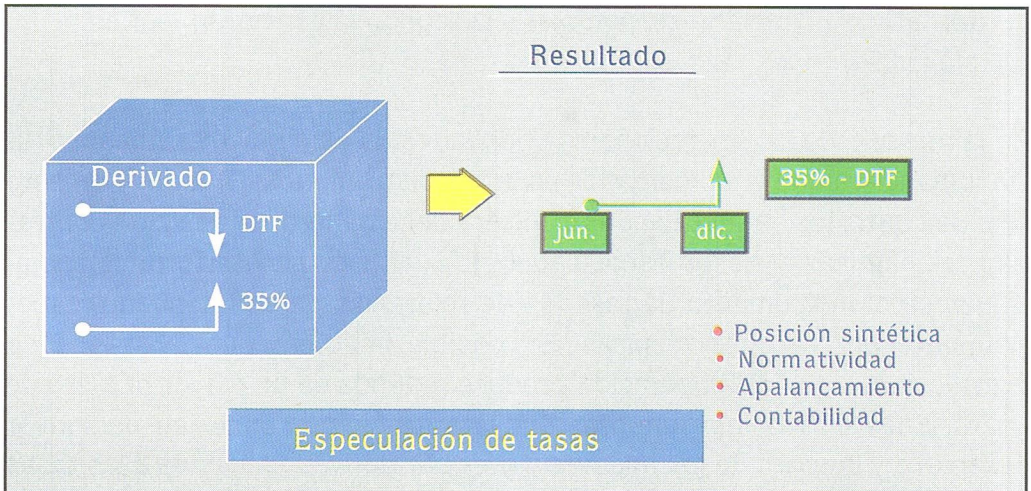 Resultado
Derivado
DTF
35%
35% - DTF
jun.
dic.
Posición sintética
Normatividad
Apalancamiento
Contabilidad
Especulación de tasas